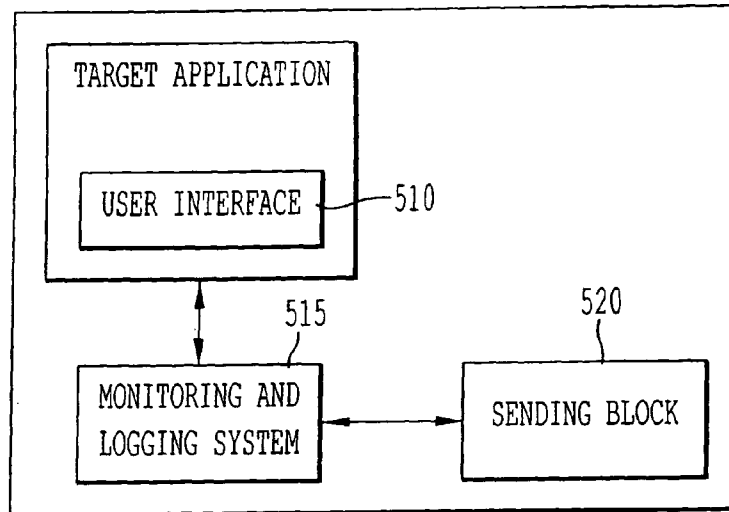 TARGET APPLICATION
USER INTERFACE
510
515
520
MONITORING AND
LOGGING SYSTEM
SENDING BLOCK